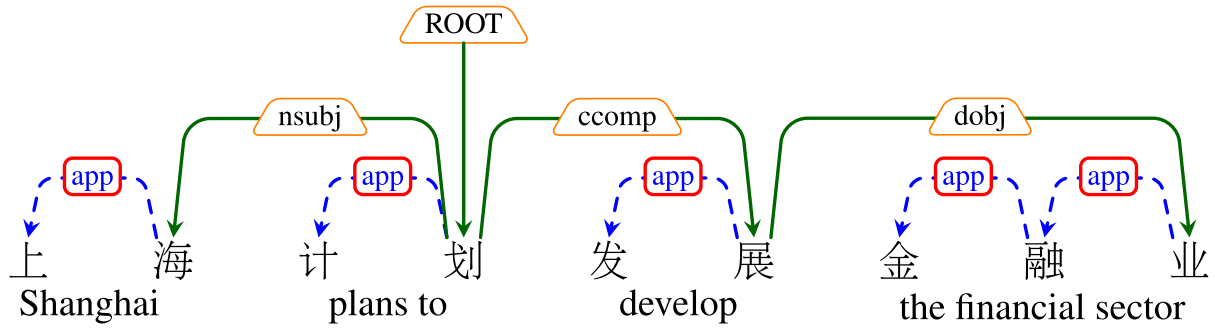 ROOT
nsubj ccomp dobj
app app app app app
上 海 计 划 发 展 金 融 业
Shanghai plans to develop the financial sector